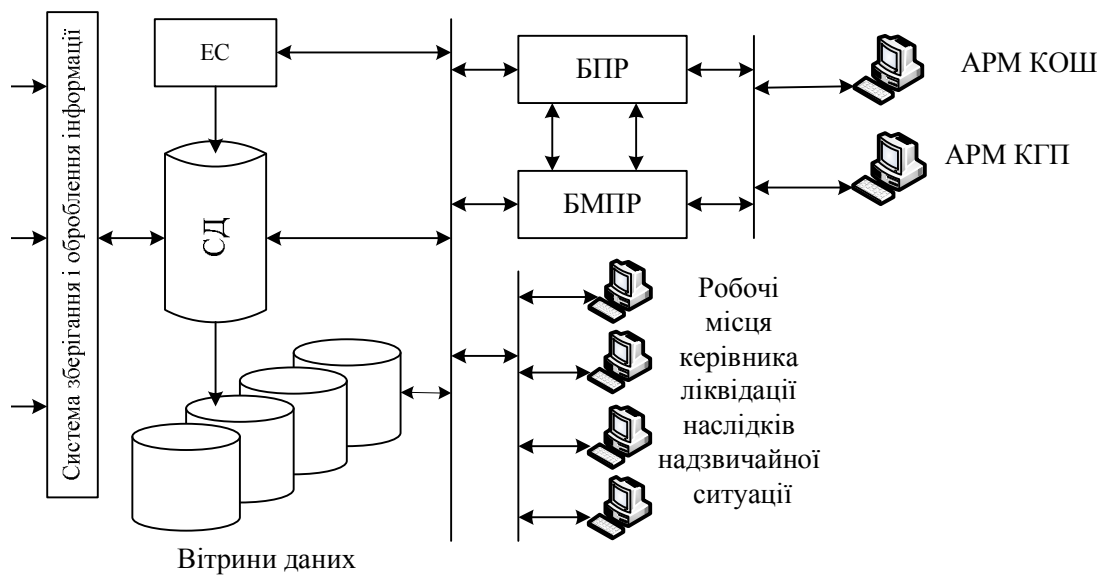 Система зберігання і оброблення інформації
ЕС
СД
Вітрини даних
БПР
БМПР
АРМ КОШ
АРМ КГП
Робочі
місця
керівника
ліквідації
наслідків
надзвичайної
ситуації